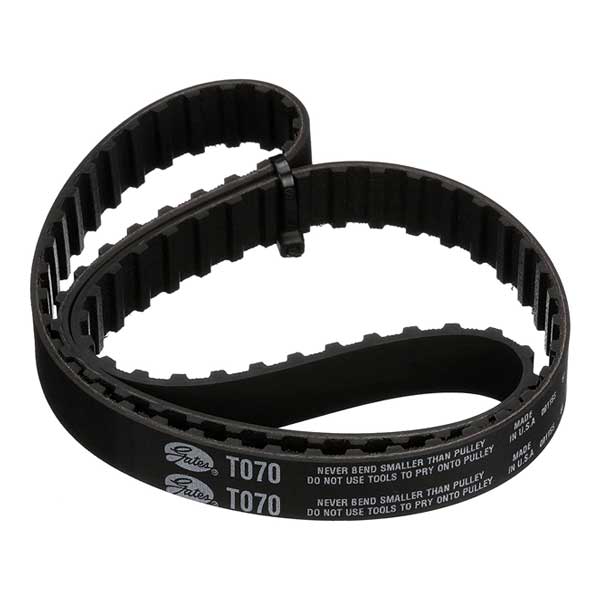 Gates® T070 NEVER BEND SMALLER THAN PULLEY
DO NOT USE TOOLS TO PRY ONTO PULLEY
MADE
IN U.S.A
Gates® T070 NEVER BEND SMALLER THAN PULLEY
DO NOT USE TOOLS TO PRY ONTO PULLEY
MADE
IN U.S.A